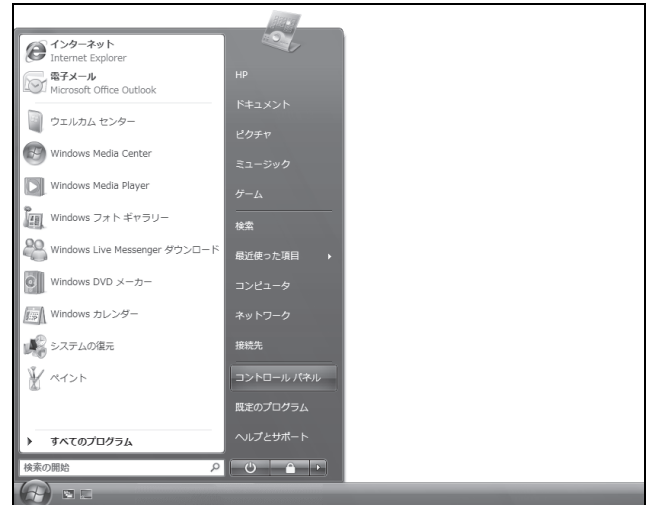 インターネット
Internet Explorer
電子メール
Microsoft Office Outlook
ウエルカム センター
Windows Media Center
Windows Media Player
Windows フォト ギャラリー
Windows Live Messenger ダウンロード
Windows DVD メーカー
Windows カレンダー
システムの復元
ペイント
すべてのプログラム
検索の開始
HP
ドキュメント
ピクチャ
ミュージック
ゲーム
検索
最近使った項目
コンピュータ
ネットワーク
接続先
コントロール パネル
既定のプログラム
ヘルプとサポート